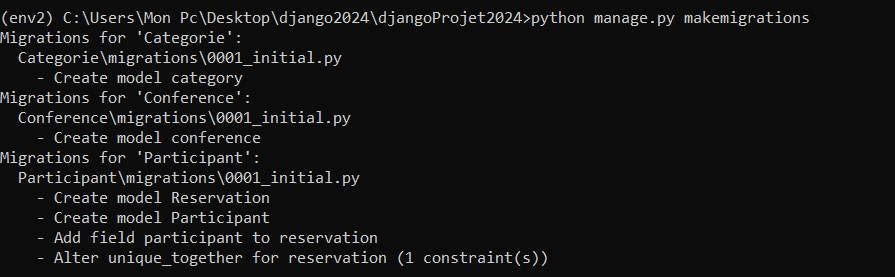 (env2) C:\Users\Mon Pc\Desktop\django2024\djangoProjet2024>python manage.py makemigrations
Migrations for 'Categorie':
  Categorie\migrations\0001_initial.py
    - Create model category
Migrations for 'Conference':
  Conference\migrations\0001_initial.py
    - Create model conference
Migrations for 'Participant':
  Participant\migrations\0001_initial.py
    - Create model Reservation
    - Create model Participant
    - Add field participant to reservation
    - Alter unique_together for reservation (1 constraint(s))